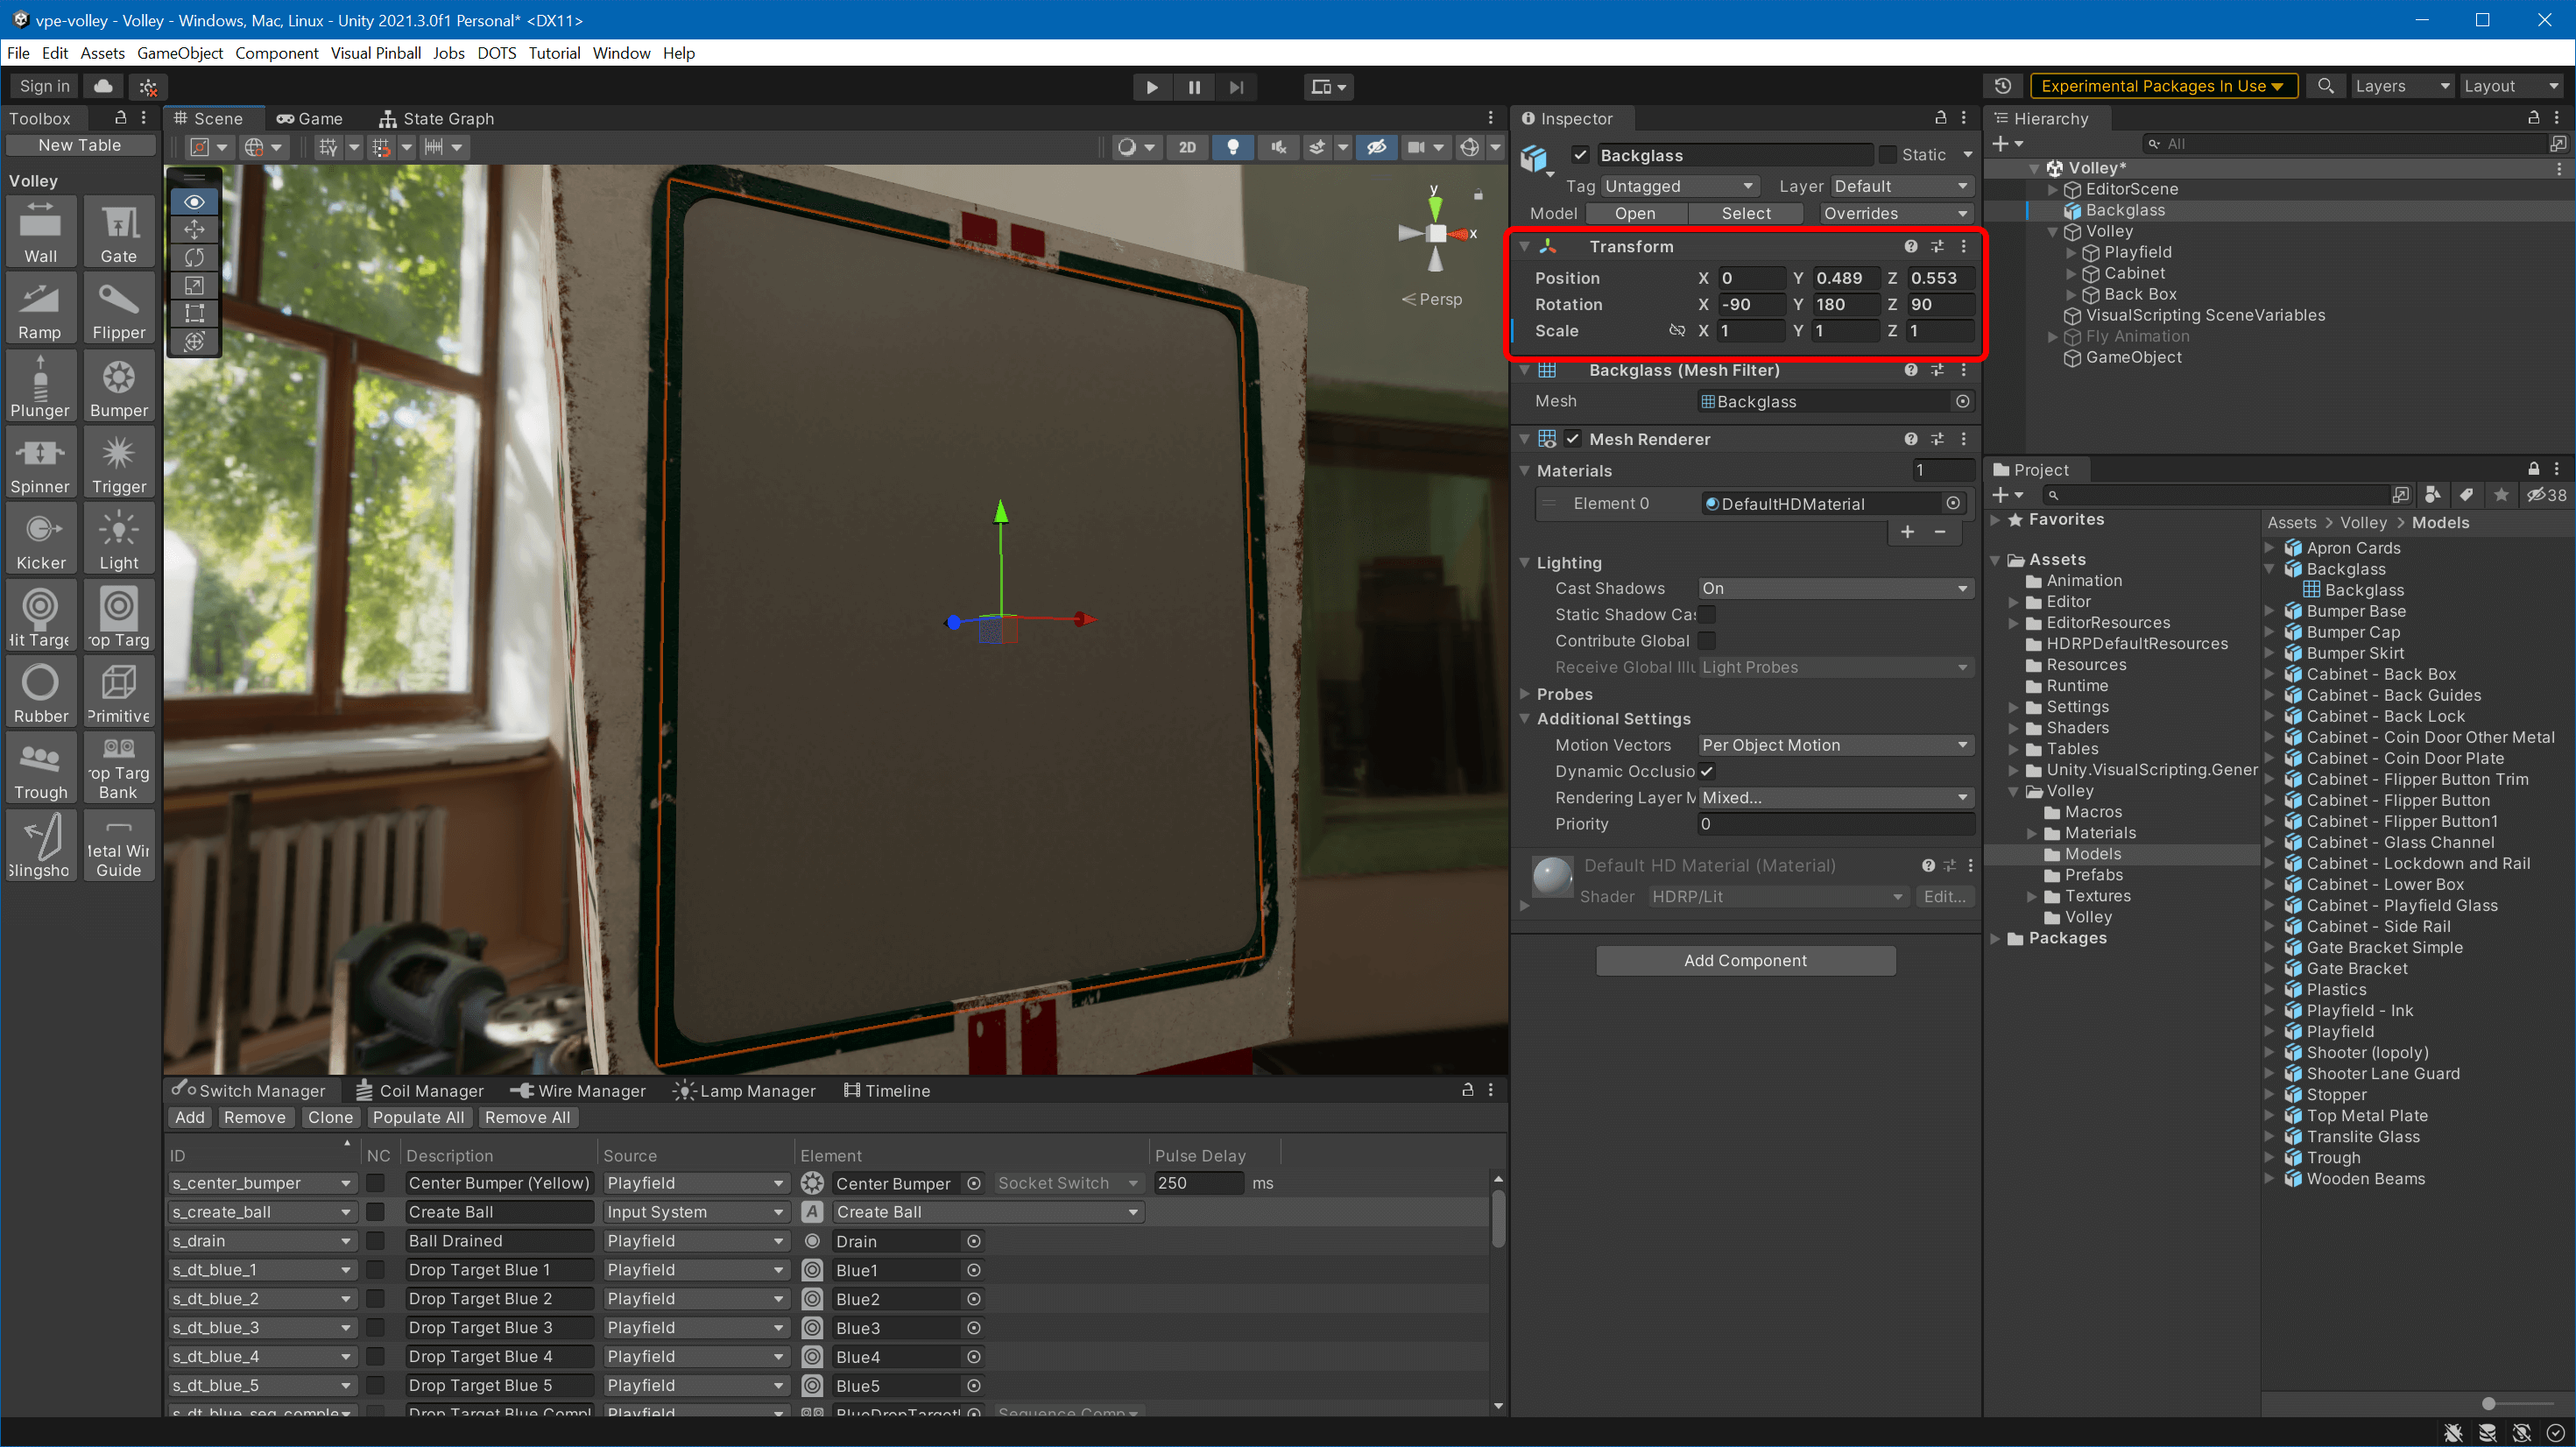 vpe-volley - Volley - Windows, Mac, Linux - Unity 2021.3.0f1 Personal* <DX11>
File Edit Assets GameObject Component Visual Pinball Jobs DOTS Tutorial Window Help
Sign in
Experimental Packages In Use
Layers
Layout
Toolbox
New Table
Volley
Wall Gate
Ramp Flipper
Plunger Bumper
Spinner Trigger
Kicker Light
Hit Targe rop Targ
Rubber Primitive
Trough rop Targ Bank
Slingsho Metal Wir Guide
Scene Game State Graph
2D
y
x
Persp
Switch Manager Coil Manager Wire Manager Lamp Manager Timeline
Add Remove Clone Populate All Remove All
ID NC Description Source Element Pulse Delay
s_center_bumper Center Bumper (Yellow) Playfield Center Bumper Socket Switch 250 ms
s_create_ball Create Ball Input System A Create Ball
s_drain Ball Drained Playfield Drain
s_dt_blue_1 Drop Target Blue 1 Playfield Blue1
s_dt_blue_2 Drop Target Blue 2 Playfield Blue2
s_dt_blue_3 Drop Target Blue 3 Playfield Blue3
s_dt_blue_4 Drop Target Blue 4 Playfield Blue4
s_dt_blue_5 Drop Target Blue 5 Playfield Blue5
s_dt_blue_seq_comple Drop Target Blue Compl Playfield BlueDropTarget Sequence Comp
Inspector
Backglass Static
Tag Untagged Layer Default
Model Open Select Overrides
Transform
Position X 0 Y 0.489 Z 0.553
Rotation X -90 Y 180 Z 90
Scale X 1 Y 1 Z 1
Backglass (Mesh Filter)
Mesh Backglass
Mesh Renderer
Materials 1
Element 0 DefaultHDMaterial
+ -
Lighting
Cast Shadows On
Static Shadow Cas
Contribute Global
Receive Global Illu Light Probes
Probes
Additional Settings
Motion Vectors Per Object Motion
Dynamic Occlusio
Rendering Layer M Mixed...
Priority 0
Default HD Material (Material)
Shader HDRP/Lit Edit...
Add Component
Hierarchy
All
Volley*
EditorScene
Backglass
Volley
Playfield
Cabinet
Back Box
VisualScripting SceneVariables
Fly Animation
GameObject
Project
38
Favorites
Assets
Animation
Editor
EditorResources
HDRPDefaultResources
Resources
Runtime
Settings
Shaders
Tables
Unity.VisualScripting.Gener
Volley
Macros
Materials
Models
Prefabs
Textures
Volley
Packages
Assets > Volley > Models
Apron Cards
Backglass
Backglass
Bumper Base
Bumper Cap
Bumper Skirt
Cabinet - Back Box
Cabinet - Back Guides
Cabinet - Back Lock
Cabinet - Coin Door Other Metal
Cabinet - Coin Door Plate
Cabinet - Flipper Button Trim
Cabinet - Flipper Button
Cabinet - Flipper Button1
Cabinet - Glass Channel
Cabinet - Lockdown and Rail
Cabinet - Lower Box
Cabinet - Playfield Glass
Cabinet - Side Rail
Gate Bracket Simple
Gate Bracket
Plastics
Playfield - Ink
Playfield
Shooter (lopoly)
Shooter Lane Guard
Stopper
Top Metal Plate
Translite Glass
Trough
Wooden Beams